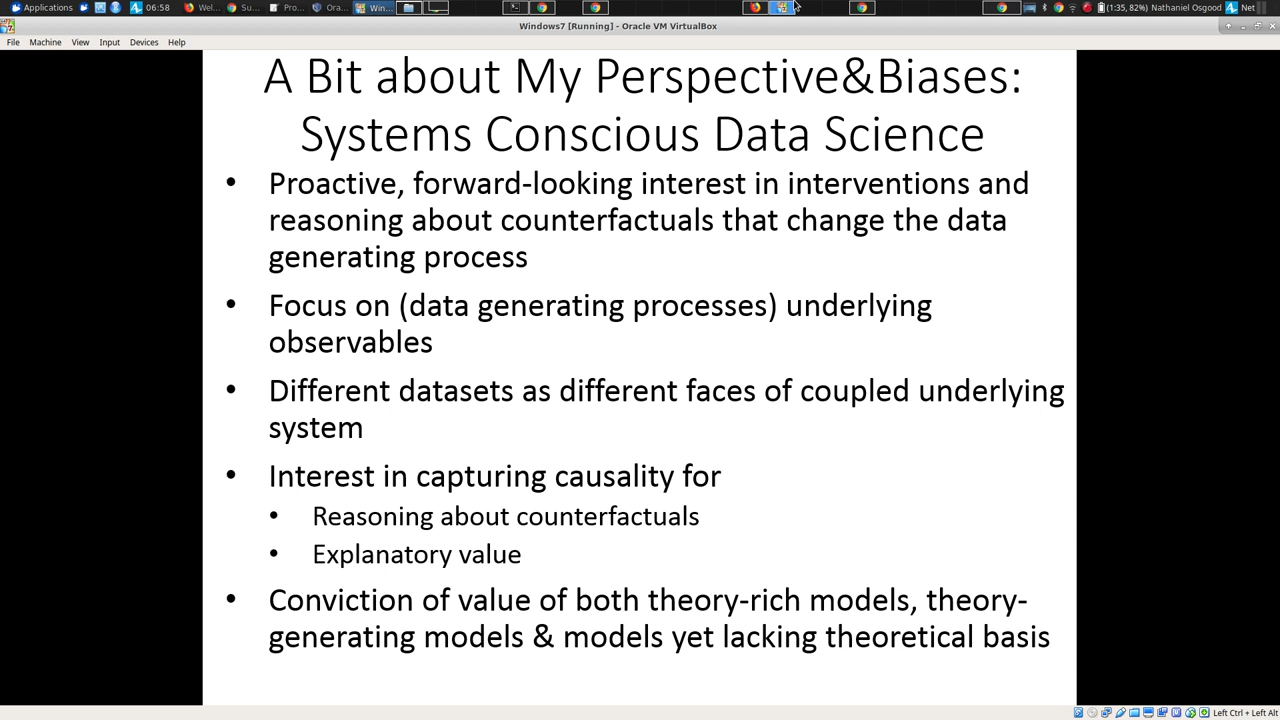 Applications 06:58 Wel... Su... Pro... Ora... Win... (1:35, 82%) Nathaniel Osgood Net
Windows7 [Running] - Oracle VM VirtualBox
File Machine View Input Devices Help
A Bit about My Perspective&Biases:
Systems Conscious Data Science
• Proactive, forward-looking interest in interventions and
reasoning about counterfactuals that change the data
generating process
• Focus on (data generating processes) underlying
observables
• Different datasets as different faces of coupled underlying
system
• Interest in capturing causality for
• Reasoning about counterfactuals
• Explanatory value
• Conviction of value of both theory-rich models, theory-
generating models & models yet lacking theoretical basis
Left Ctrl + Left Alt